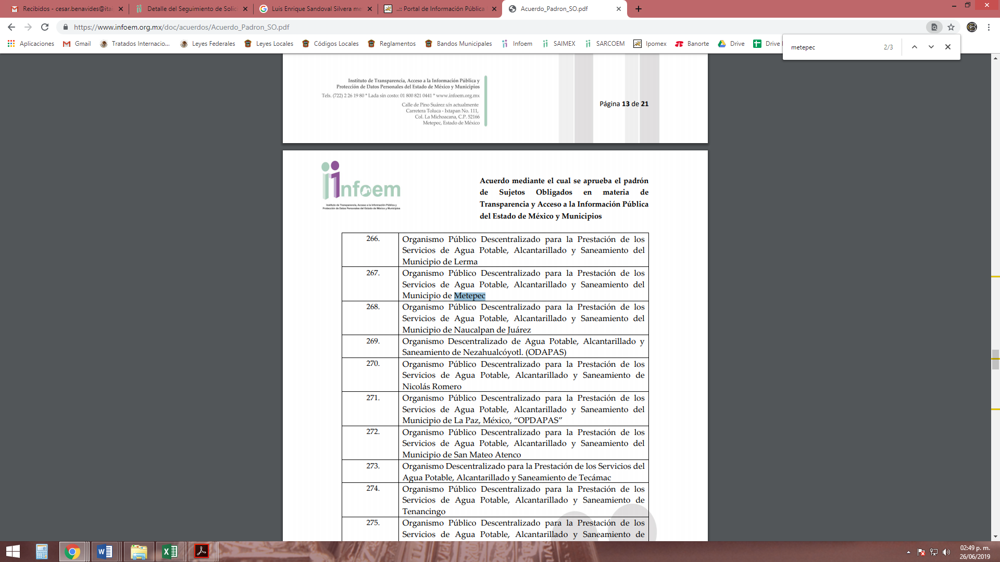 Recibidos - cesar.benavides@itai
Detalle del Seguimiento de Solic
Luis Enrique Sandoval Silvera me
..:: Portal de Información Pública
Acuerdo_Padron_SO.pdf
https://www.infoem.org.mx/doc/acuerdos/Acuerdo_Padron_SO.pdf
Aplicaciones
Gmail
Tratados Internacio...
Leyes Federales
Leyes Locales
Códigos Locales
Reglamentos
Bandos Municipales
Infoem
SAIMEX
SARCOEM
Ipomex
Banorte
Drive
Drive
metepec
2/3
Instituto de Transparencia, Acceso a la Información Pública y
Protección de Datos Personales del Estado de México y Municipios
Tels. (722) 2 26 19 80 * Lada sin costo: 01 800 821 0441 * www.infoem.org.mx
Calle de Pino Suárez s/n actualmente
Carretera Toluca - Ixtapan No. 111,
Col. La Michoacana, C.P. 52166
Metepec, Estado de México
Página 13 de 21
infoem
Instituto de Transparencia, Acceso a la Información Pública y
Protección de Datos Personales del Estado de México y Municipios
Acuerdo mediante el cual se aprueba el padrón
de Sujetos Obligados en materia de
Transparencia y Acceso a la Información Pública
del Estado de México y Municipios
266.
Organismo Público Descentralizado para la Prestación de los
Servicios de Agua Potable, Alcantarillado y Saneamiento del
Municipio de Lerma
267.
Organismo Público Descentralizado para la Prestación de los
Servicios de Agua Potable, Alcantarillado y Saneamiento del
Municipio de Metepec
268.
Organismo Público Descentralizado para la Prestación de los
Servicios de Agua Potable, Alcantarillado y Saneamiento del
Municipio de Naucalpan de Juárez
269.
Organismo Descentralizado de Agua Potable, Alcantarillado y
Saneamiento de Nezahualcóyotl. (ODAPAS)
270.
Organismo Público Descentralizado para la Prestación de los
Servicios de Agua Potable, Alcantarillado y Saneamiento de
Nicolás Romero
271.
Organismo Público Descentralizado para la Prestación de los
Servicios de Agua Potable, Alcantarillado y Saneamiento del
Municipio de La Paz, México, “OPDAPAS”
272.
Organismo Público Descentralizado para la Prestación de los
Servicios de Agua Potable, Alcantarillado y Saneamiento del
Municipio de San Mateo Atenco
273.
Organismo Descentralizado para la Prestación de los Servicios del
Agua Potable, Alcantarillado y Saneamiento de Tecámac
274.
Organismo Público Descentralizado para la Prestación de los
Servicios de Agua Potable, Alcantarillado y Saneamiento de
Tenancingo
275.
Organismo Público Descentralizado para la Prestación de los
Servicios de Agua Potable, Alcantarillado y Saneamiento de
02:49 p. m.
26/06/2019